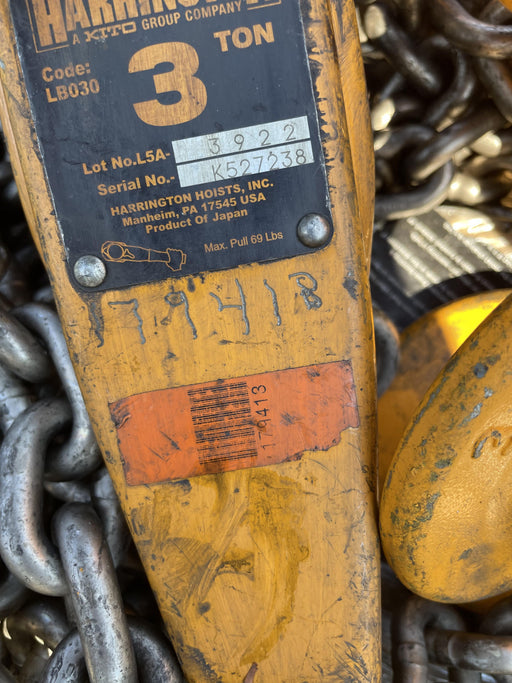 HARRINGTON
A KITO GROUP COMPANY
Code:
LB030
3 TON
Lot No.L5A- 3922
Serial No.- K527238
HARRINGTON HOISTS, INC.
Manheim, PA 17545 USA
Product Of Japan
Max. Pull 69 Lbs
179413
179413